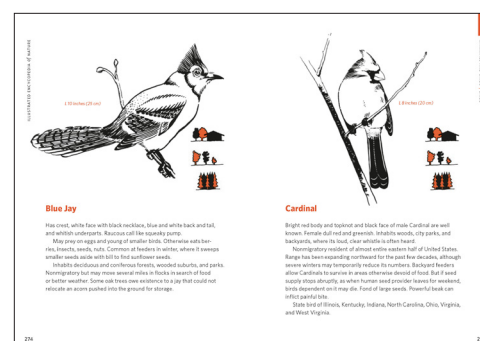 ILLUSTRATED ENCYCLOPEDIA of NATURE
L 10 inches (25 cm)
Blue Jay
Has crest, white face with black necklace, blue and white back and tail,
and whitish underparts. Raucous call like squeaky pump.
May prey on eggs and young of smaller birds. Otherwise eats ber-
ries, insects, seeds, nuts. Common at feeders in winter, where it sweeps
smaller seeds aside with bill to find sunflower seeds.
Inhabits deciduous and coniferous forests, wooded suburbs, and parks.
Nonmigratory but may move several miles in flocks in search of food
or better weather. Some oak trees owe existence to a jay that could not
relocate an acorn pushed into the ground for storage.
274
L 8 inches (20 cm)
Cardinal
Bright red body and topknot and black face of male Cardinal are well
known. Female dull red and greenish. Inhabits woods, city parks, and
backyards, where its loud, clear whistle is often heard.
Nonmigratory resident of almost entire eastern half of United States.
Range has been expanding northward for the past few decades, although
severe winters may temporarily reduce its numbers. Backyard feeders
allow Cardinals to survive in areas otherwise devoid of food. But if seed
supply stops abruptly, as when human seed provider leaves for weekend,
birds dependent on it may die. Fond of large seeds. Powerful beak can
inflict painful bite.
State bird of Illinois, Kentucky, Indiana, North Carolina, Ohio, Virginia,
and West Virginia.
2